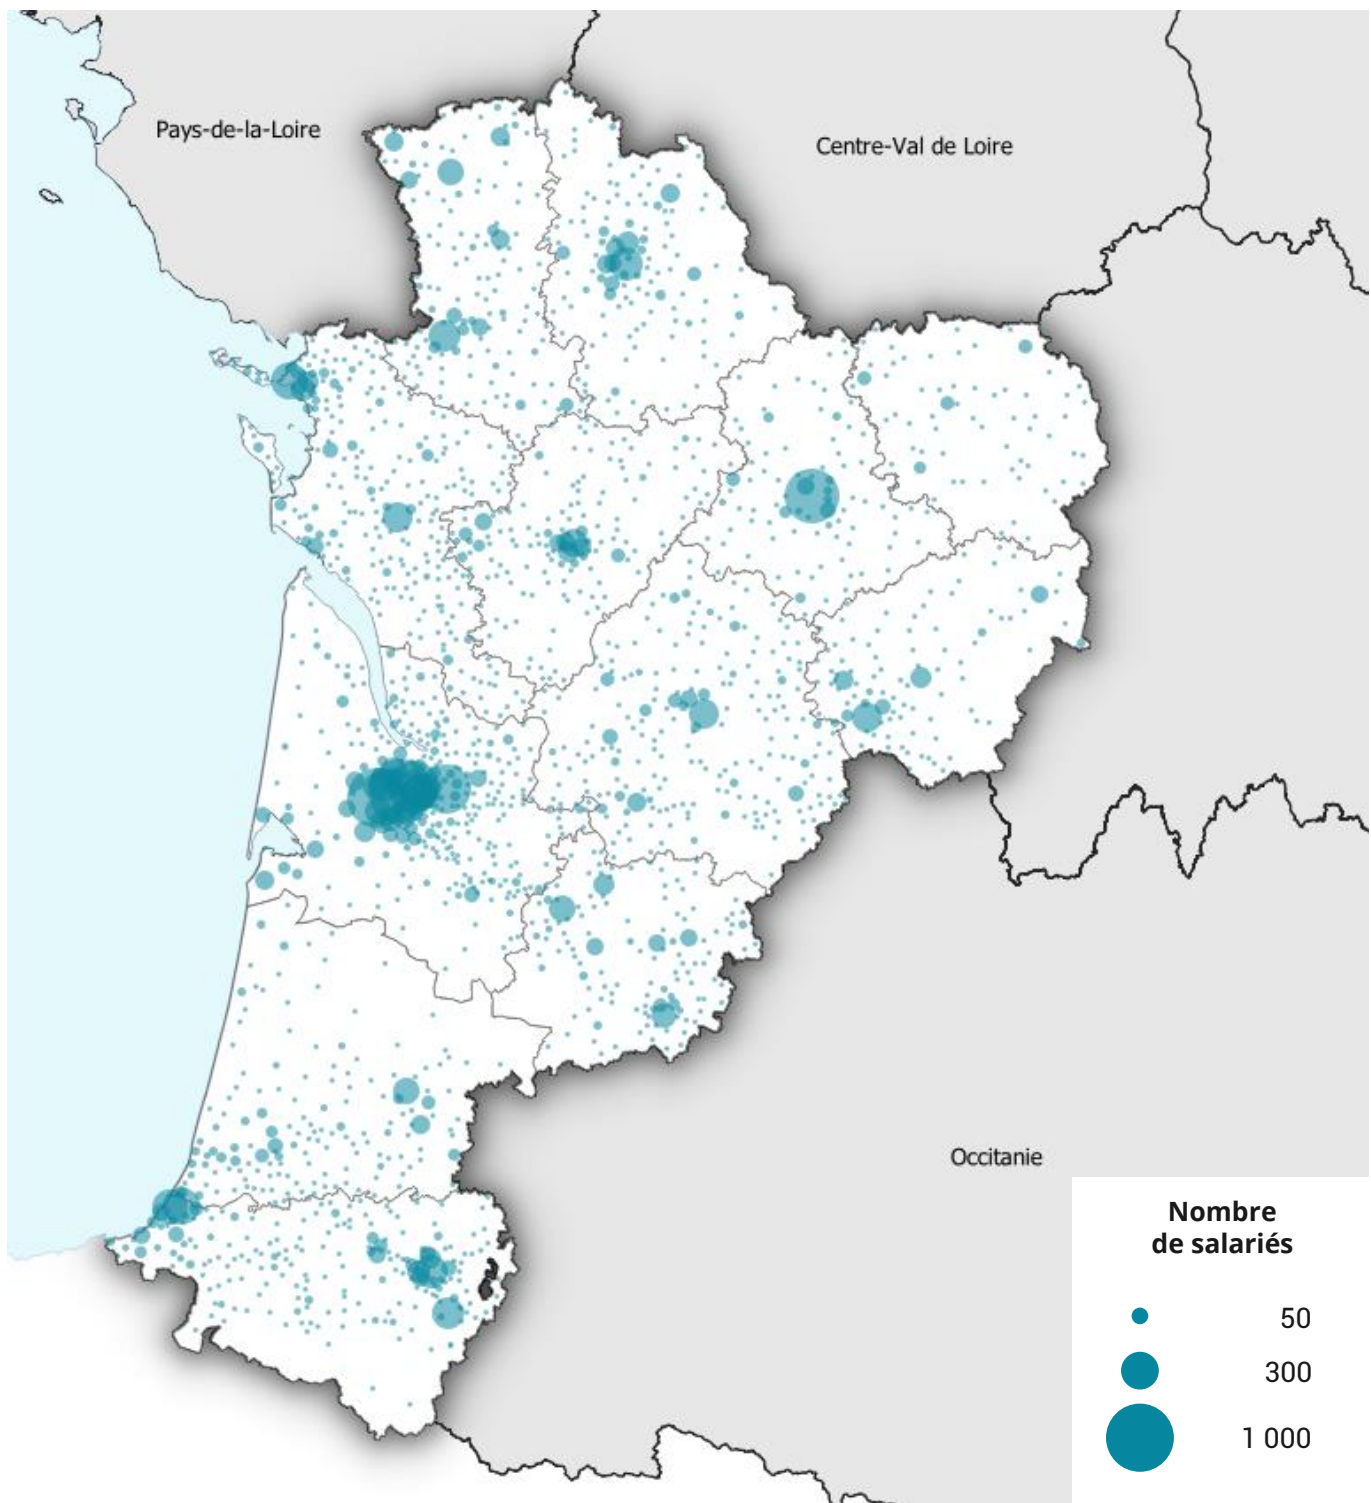 Pays-de-la-Loire
Centre-Val de Loire
Occitanie
Nombre
de salariés
50
300
1 000